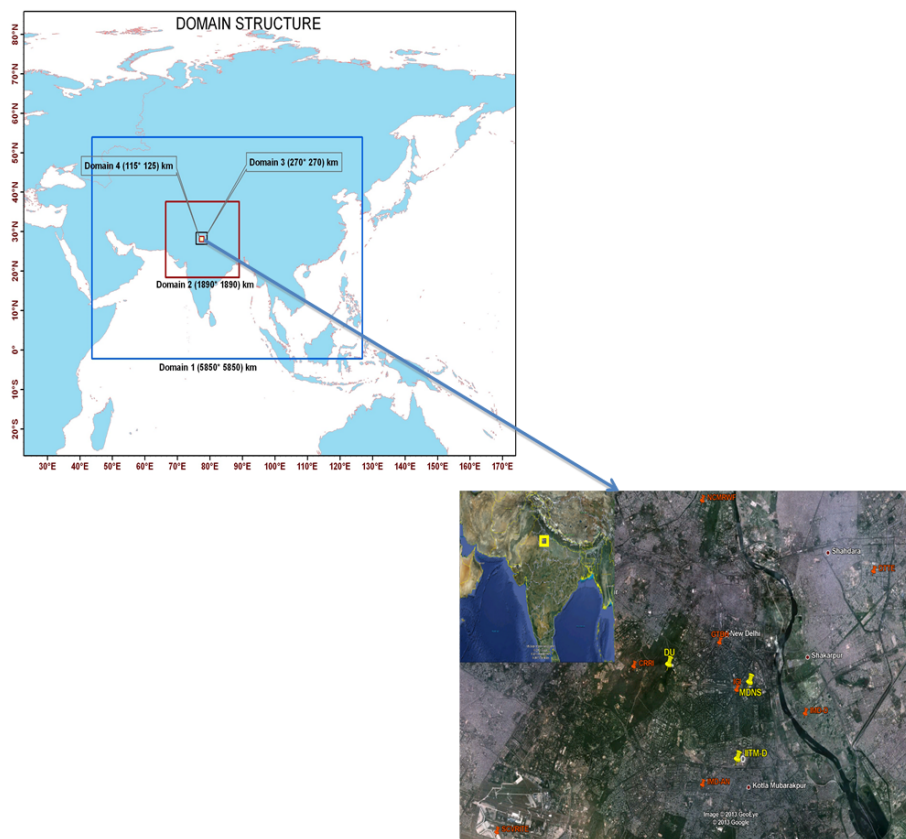 DOMAIN STRUCTURE
80°N
70°N
60°N
50°N
40°N
30°N
20°N
10°N
0°
10°S
20°S
Domain 4 (115* 125) km
Domain 3 (270* 270) km
Domain 2 (1890* 1890) km
Domain 1 (5850* 5850) km
30°E 40°E 50°E 60°E 70°E 80°E 90°E 100°E 110°E 120°E 130°E 140°E 150°E 160°E 170°E
Shahdara
New Delhi
Shakarpur
CRRI
DU
MDNS
IITM-D
Kotla Mubarakpur
Image © 2013 GeoEye
© 2013 Google